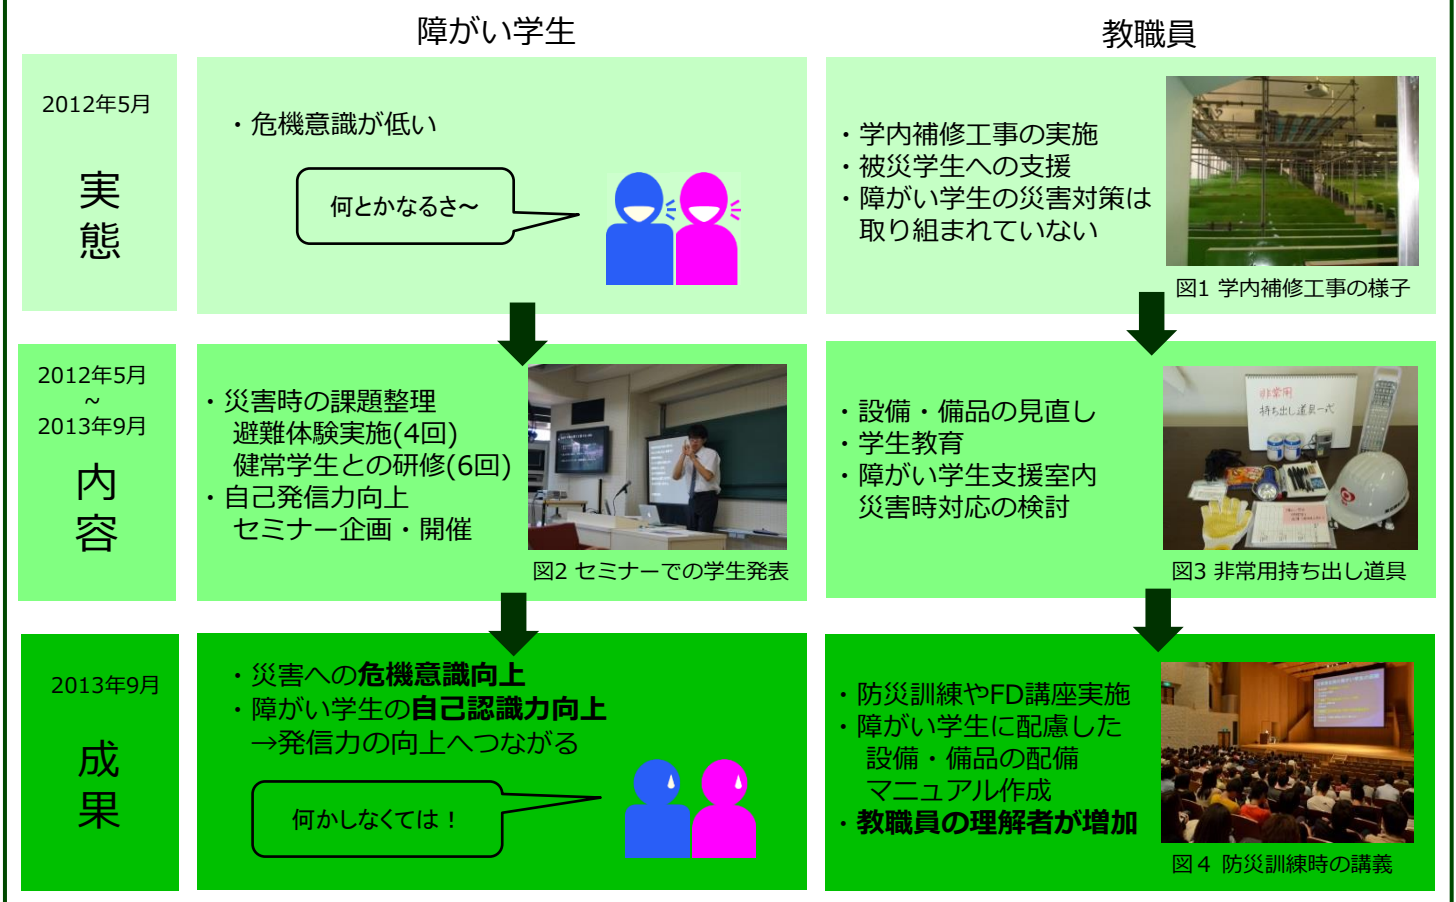 障がい学生
教職員
2012年5月
実
態
・危機意識が低い
何とかなるさ～
・学内補修工事の実施
・被災学生への支援
・障がい学生の災害対策は
取り組まれていない
図1 学内補修工事の様子
2012年5月
~
2013年9月
内
容
・災害時の課題整理
避難体験実施(4回)
健常学生との研修(6回)
・自己発信力向上
セミナー企画・開催
図2 セミナーでの学生発表
・設備・備品の見直し
・学生教育
・障がい学生支援室内
災害時対応の検討
非常用
持ち出し道具一式
図3 非常用持ち出し道具
2013年9月
成
果
・災害への危機意識向上
・障がい学生の自己認識力向上
→発信力の向上へつながる
何かしなくては！
・防災訓練やFD講座実施
・障がい学生に配慮した
設備・備品の配備
マニュアル作成
・教職員の理解者が増加
図４ 防災訓練時の講義